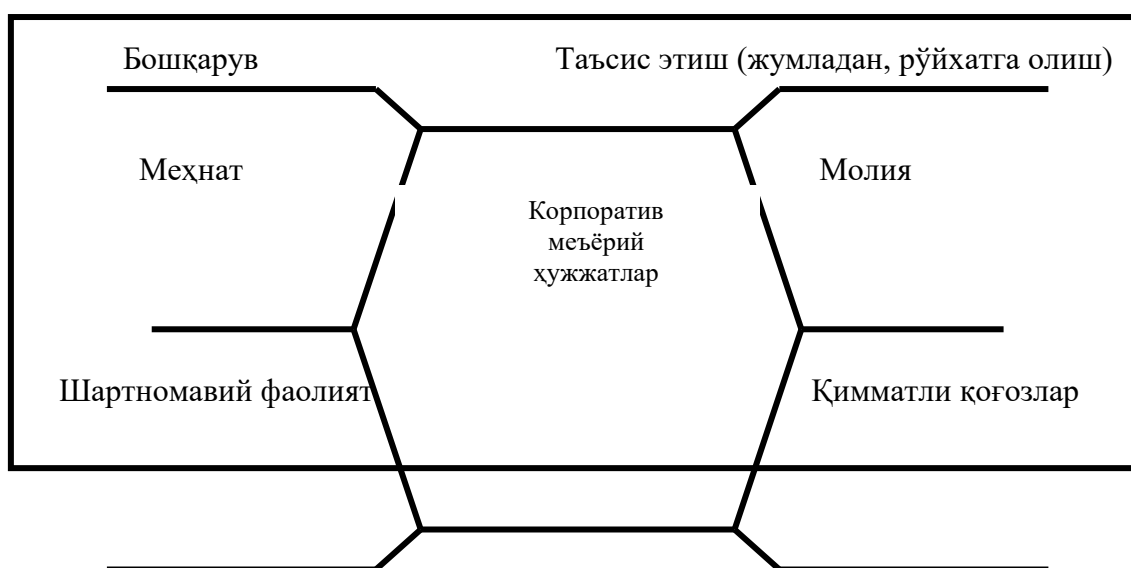 Бошқарув
Таъсис этиш (жумладан, рўйхатга олиш)
Меҳнат
Молия
Корпоратив
меъёрий
ҳужжатлар
Шартномавий фаолият
Қимматли қоғозлар